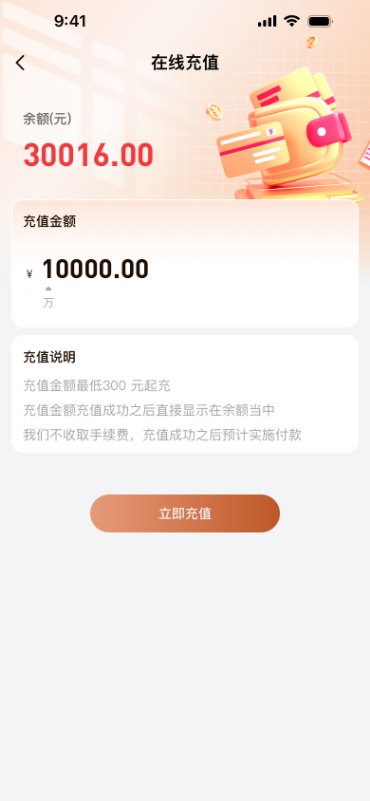 9:41
在线充值
余额(元)
30016.00
充值金额
¥ 10000.00
万
充值说明
充值金额最低300 元起充
充值金额充值成功之后直接显示在余额当中
我们不收取手续费，充值成功之后预计实施付款
立即充值